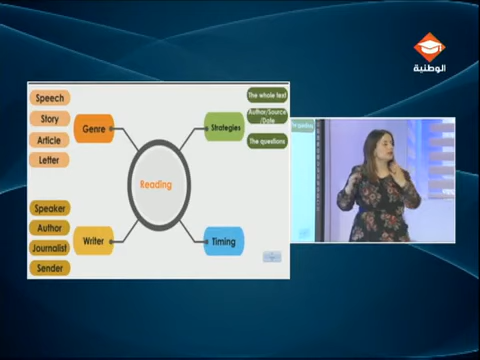 الوطنية
Speech
Story
Article
Letter
Genre
Strategies
The whole text
Author/Source
/Date
The questions
Reading
Speaker
Author
Journalist
Sender
Writer
Timing